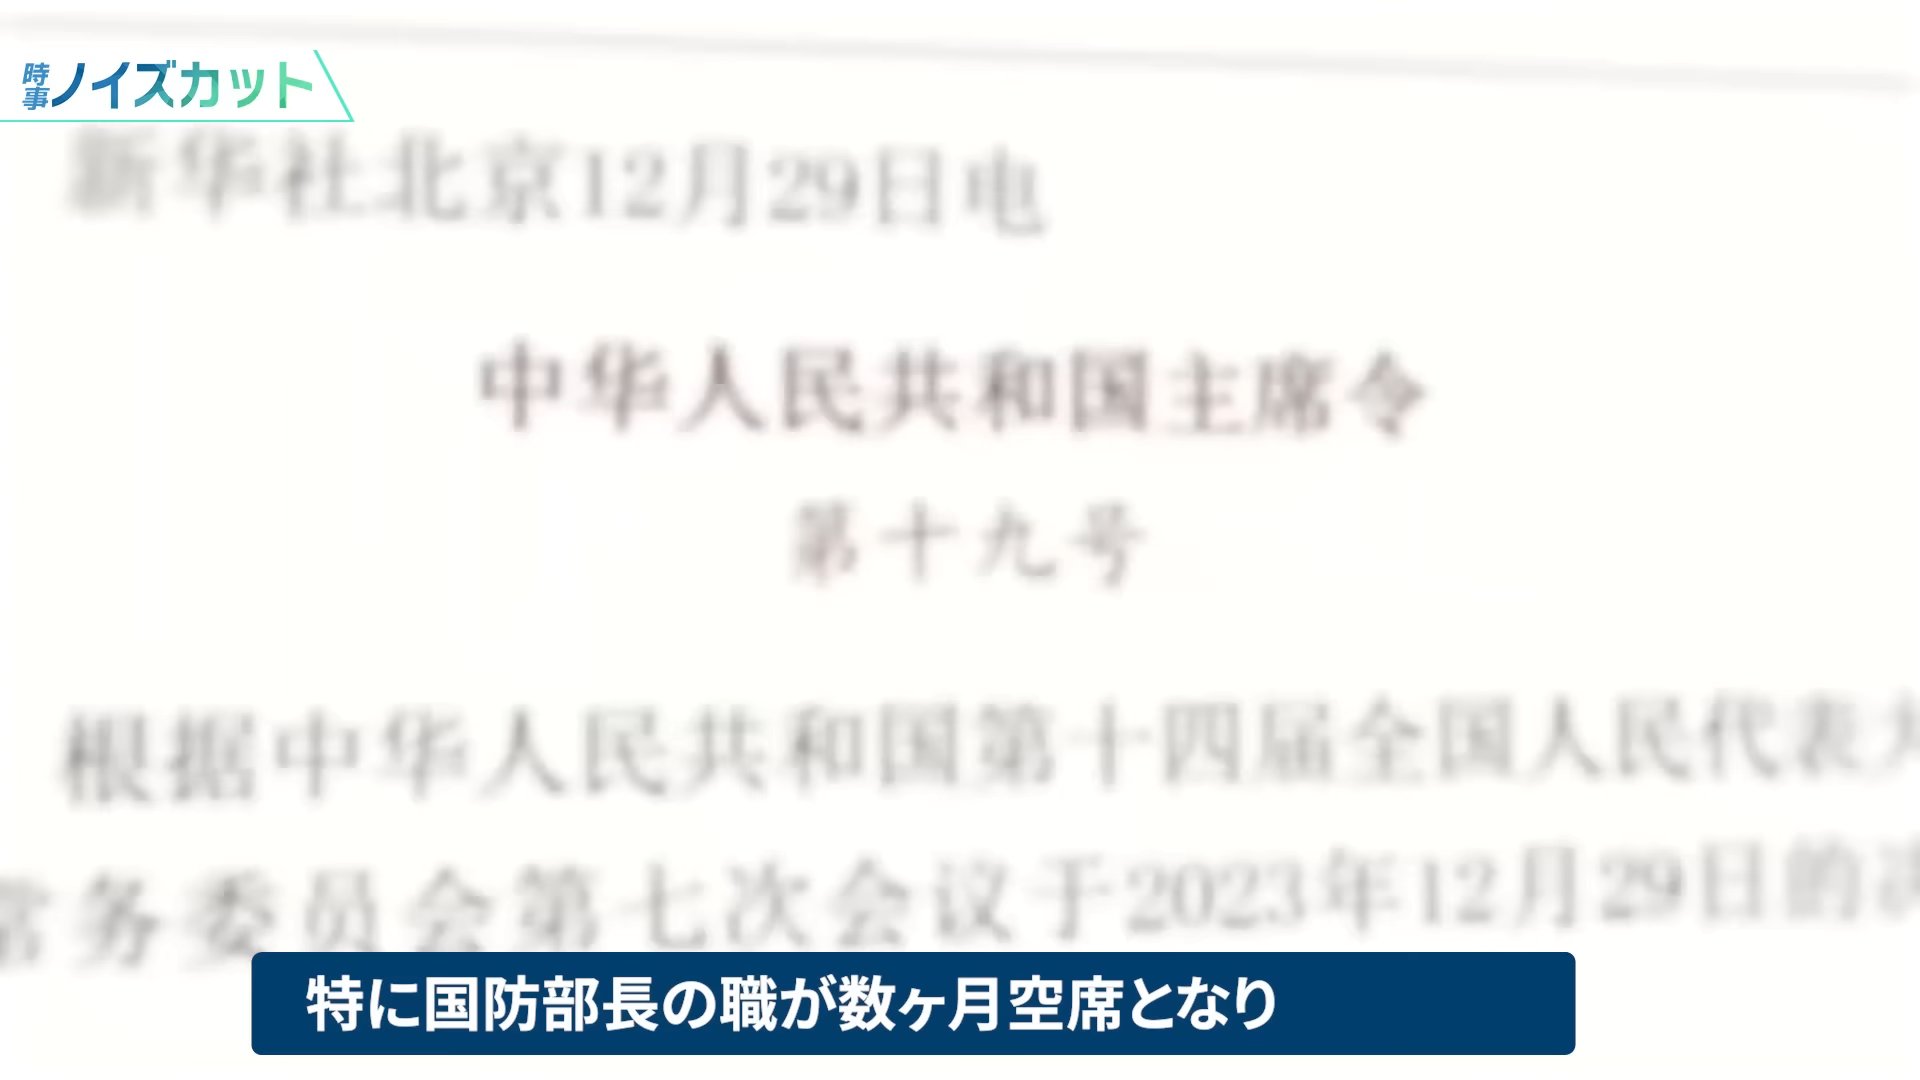 時事ノイズカット
新华社北京12月29日电
中华人民共和国主席令
第十九号
根据中华人民共和国第十四届全国人民代表大
常务委员会第七次会议于2023年12月29日的决
特に国防部長の職が数ヶ月空席となり